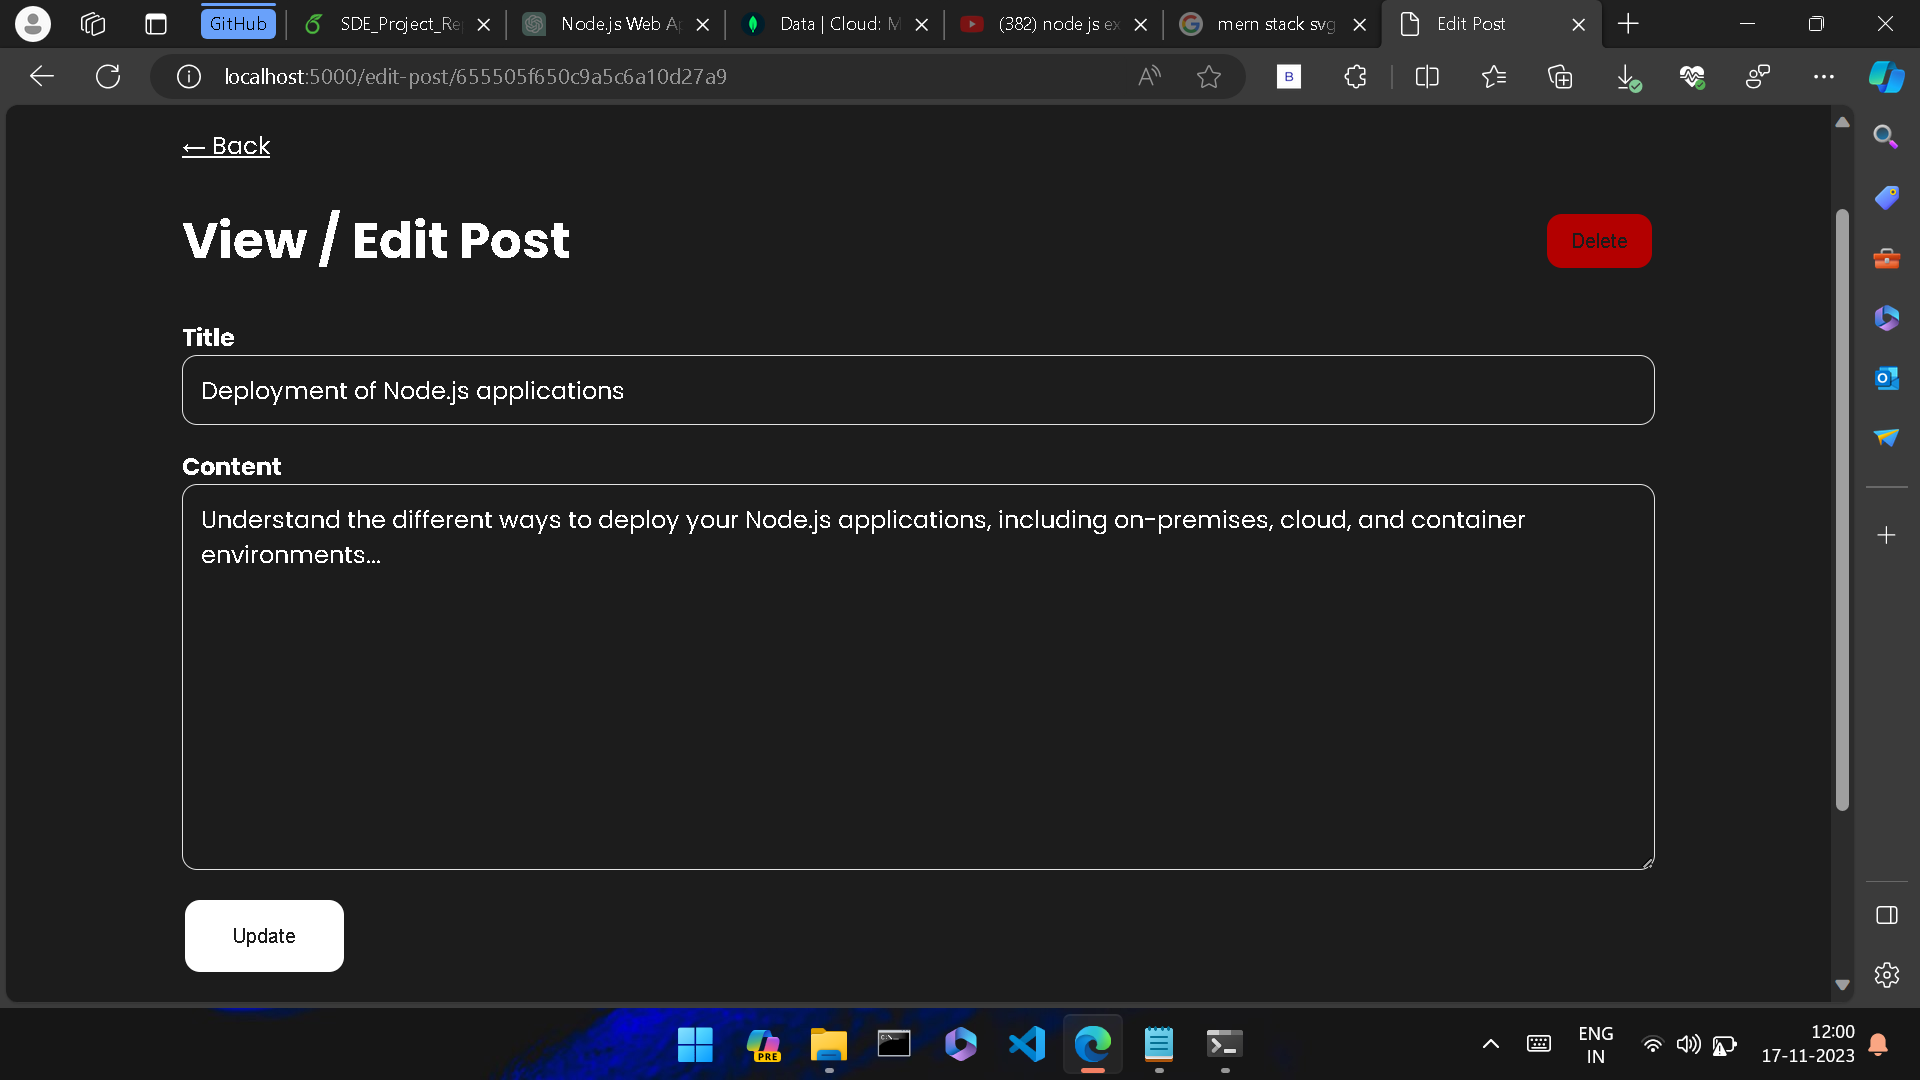 GitHub
SDE_Project_Re
Node.js Web A
Data | Cloud: M
(382) node js ex
mern stack svg
Edit Post
localhost:5000/edit-post/655505f650c9a5c6a10d27a9
B
← Back
View / Edit Post
Delete
Title
Deployment of Node.js applications
Content
Understand the different ways to deploy your Node.js applications, including on-premises, cloud, and container
environments...
Update
PRE
ENG
IN
12:00
17-11-2023